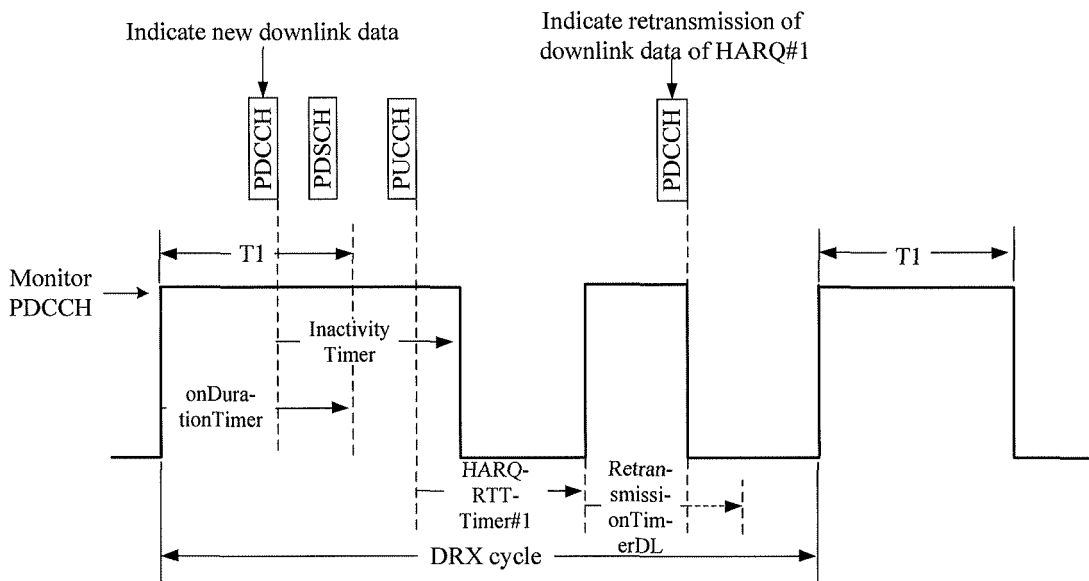 Indicate new downlink data
Indicate retransmission of
downlink data of HARQ#1
PDCCH
PDSCH
PUCCH
PDCCH
T1
T1
Monitor
PDCCH
Inactivity
Timer
onDura-
tionTimer
HARQ-
RTT-
Timer#1
Retran-
smissi-
onTim-
erDL
DRX cycle